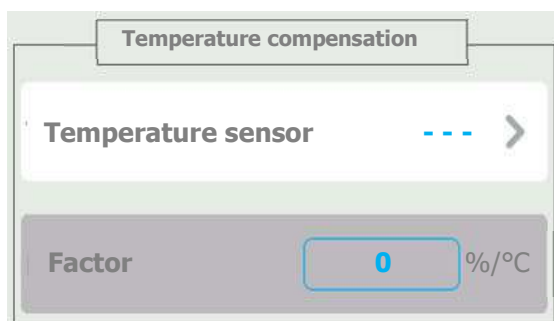 Temperature compensation
Temperature sensor - - -
Factor 0 %/°C